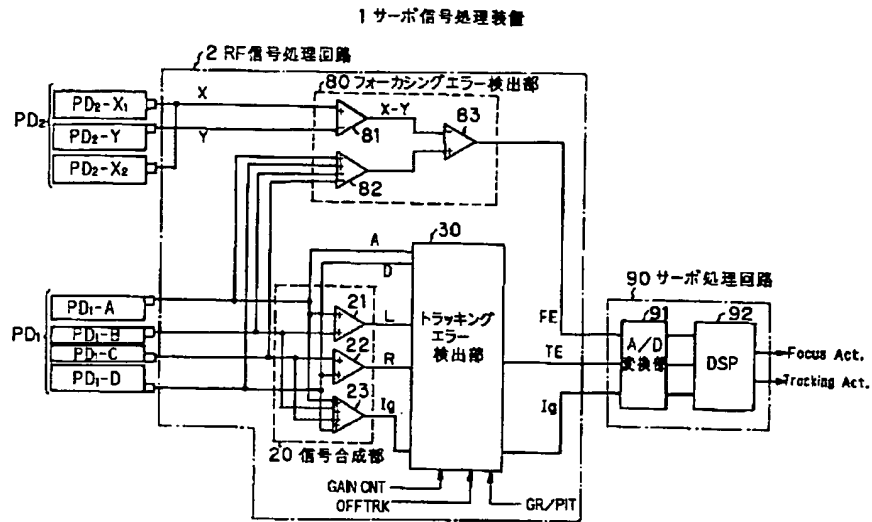 1 サーボ信号処理装置
2 RF信号処理回路
80 フォーカシングエラー検出部
X
X-Y
83
PD2
PD2-X1
81
PD2-Y
Y
PD2-X2
82
30
A
D
90 サーボ処理回路
PD1
PD1-A
21
L
トラッキング
エラー
検出部
FE
91
92
PD1-B
22
TE
A/D
変換部
DSP
Focus Act.
PD1-C
R
Tracking Act.
PD1-D
23
Ig
Ig
20 信号合成部
GAIN CNT
OFFTRK
GR/PIT